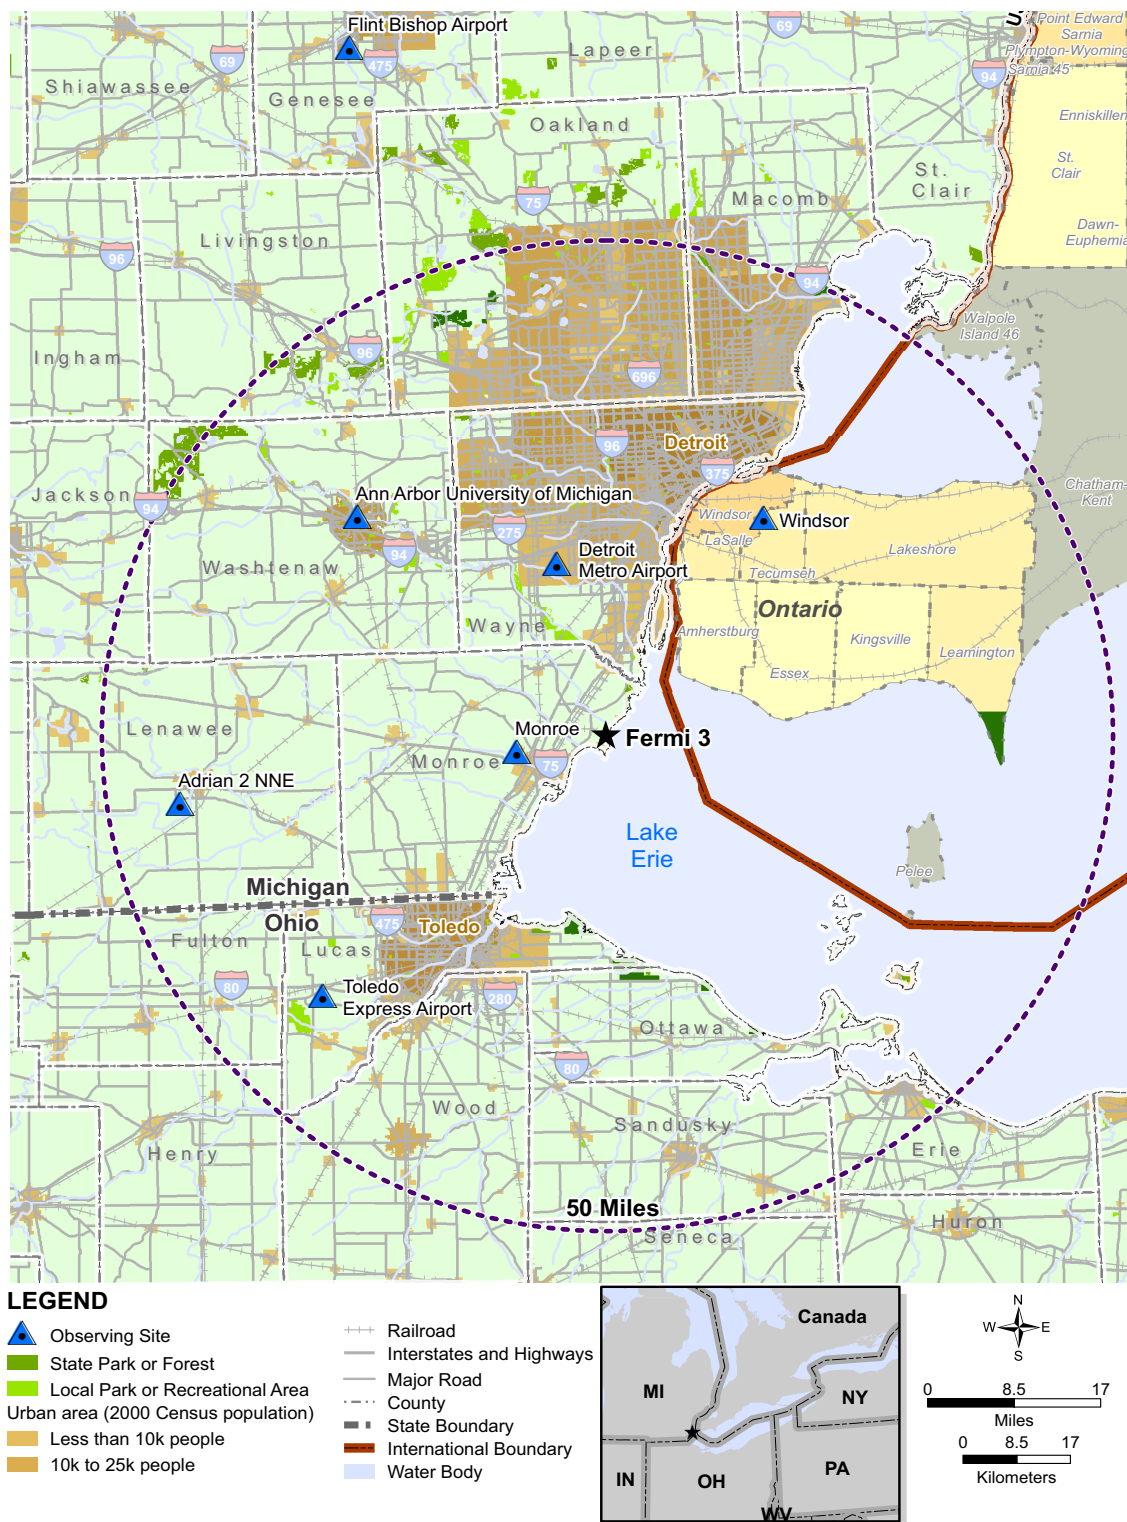 Flint Bishop Airport
69
Point Edward
Sarnia
Plympton-Wyoming
Sarnia 45
Lapeer
69
475
94
Shiawassee
Genesee
Enniskillen
Oakland
St.
Clair
St.
Clair
75
Macomb
Dawn-
Euphemia
Livingston
96
94
Walpole
Island 46
Ingham
96
696
Detroit
96
375
Jackson
94
Ann Arbor University of Michigan
Chatham-
Kent
Windsor
Windsor
275
LaSalle
Lakeshore
94
Detroit
Metro Airport
Washtenaw
Tecumseh
Ontario
Wayne
Amherstburg
Kingsville
Leamington
Essex
Lenawee
Monroe
Fermi 3
Monroe
75
Adrian 2 NNE
Lake
Erie
Pelee
Michigan
Ohio
475
Toledo
Fulton
Lucas
80
Toledo
Express Airport
280
Ottawa
80
Wood
Sandusky
Henry
Erie
50 Miles
Huron
Seneca
LEGEND
Observing Site
State Park or Forest
Local Park or Recreational Area
Urban area (2000 Census population)
Less than 10k people
10k to 25k people
Railroad
Interstates and Highways
Major Road
County
State Boundary
International Boundary
Water Body
Canada
MI
NY
IN
OH
PA
WV
N
W E
S
0 8.5 17
Miles
0 8.5 17
Kilometers